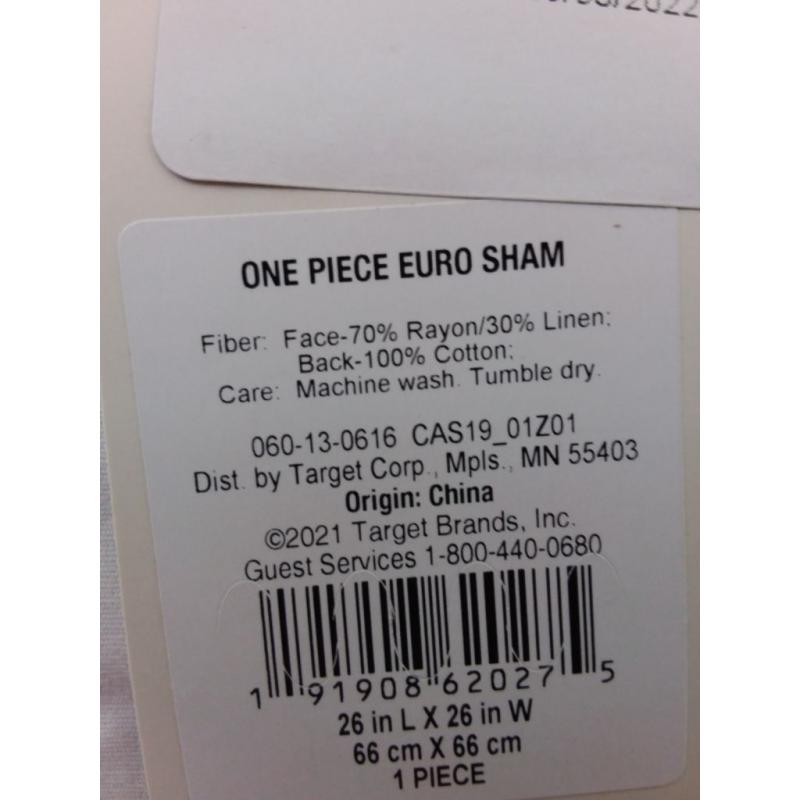 ONE PIECE EURO SHAM
Fiber: Face-70% Rayon/30% Linen;
Back-100% Cotton;
Care: Machine wash. Tumble dry.
060-13-0616 CAS19_01Z01
Dist. by Target Corp., Mpls., MN 55403
Origin: China
©2021 Target Brands, Inc.
Guest Services 1-800-440-0680
1 91908 62027 5
26 in L X 26 in W
66 cm X 66 cm
1 PIECE